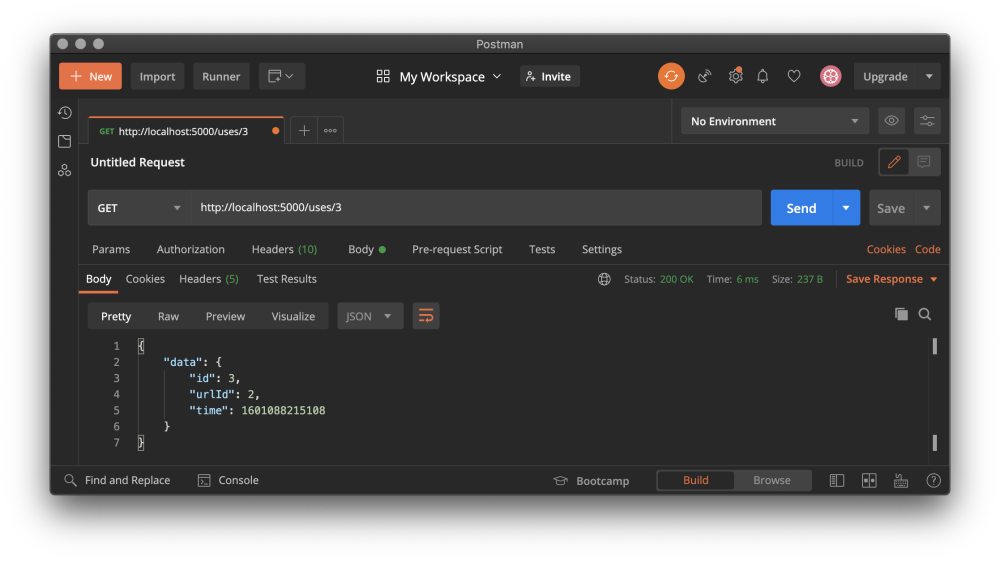 Postman
New Import Runner My Workspace Invite Upgrade
GET http://localhost:5000/uses/3 No Environment
Untitled Request BUILD
GET http://localhost:5000/uses/3 Send Save
Params Authorization Headers (10) Body Pre-request Script Tests Settings Cookies Code
Body Cookies Headers (5) Test Results Status: 200 OK Time: 6 ms Size: 237 B Save Response
Pretty Raw Preview Visualize JSON
1 {
2 "data": {
3 "id": 3,
4 "urlId": 2,
5 "time": 1601088215108
6 }
7 }
Find and Replace Console Bootcamp Build Browse